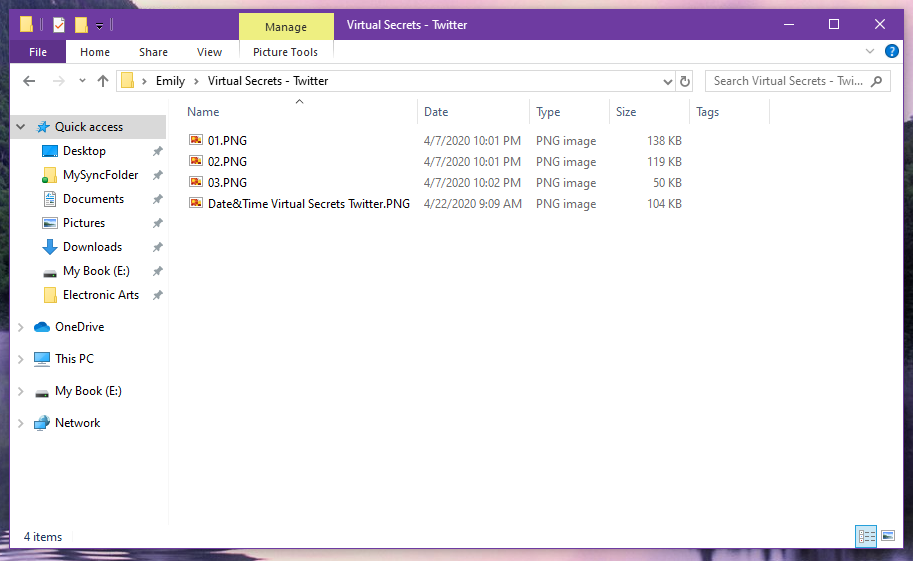 Manage
Virtual Secrets - Twitter
File Home Share View Picture Tools
Emily Virtual Secrets - Twitter
Search Virtual Secrets - Twi...
Name Date Type Size Tags
Quick access
Desktop
MySyncFolder
Documents
Pictures
Downloads
My Book (E:)
Electronic Arts
OneDrive
This PC
My Book (E:)
Network
01.PNG 4/7/2020 10:01 PM PNG image 138 KB
02.PNG 4/7/2020 10:01 PM PNG image 119 KB
03.PNG 4/7/2020 10:02 PM PNG image 50 KB
Date&Time Virtual Secrets Twitter.PNG 4/22/2020 9:09 AM PNG image 104 KB
4 items